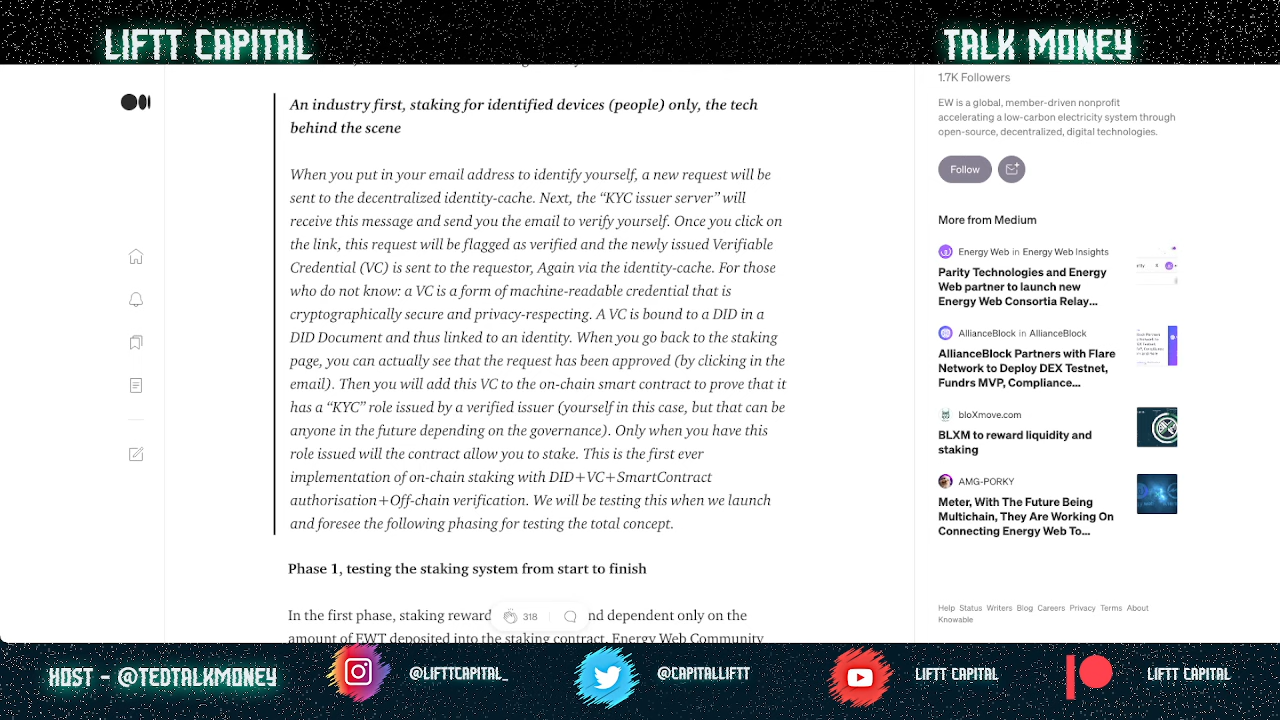 LIFTT CAPITAL
TALK MONEY
An industry first, staking for identified devices (people) only, the tech
behind the scene
When you put in your email address to identify yourself, a new request will be
sent to the decentralized identity-cache. Next, the “KYC issuer server” will
receive this message and send you the email to verify yourself. Once you click on
the link, this request will be flagged as verified and the newly issued Verifiable
Credential (VC) is sent to the requestor, Again via the identity-cache. For those
who do not know: a VC is a form of machine-readable credential that is
cryptographically secure and privacy-respecting. A VC is bound to a DID in a
DID Document and thus linked to an identity. When you go back to the staking
page, you can actually see that the request has been approved (by clicking in the
email). Then you will add this VC to the on-chain smart contract to prove that it
has a “KYC” role issued by a verified issuer (yourself in this case, but that can be
anyone in the future depending on the governance). Only when you have this
role issued will the contract allow you to stake. This is the first ever
implementation of on-chain staking with DID+VC+SmartContract
authorisation+Off-chain verification. We will be testing this when we launch
and foresee the following phasing for testing the total concept.
Phase 1, testing the staking system from start to finish
In the first phase, staking reward nd dependent only on the
318
amount of EWT deposited into the staking contract. Energy Web Community
1.7K Followers
EW is a global, member-driven nonprofit
accelerating a low-carbon electricity system through
open-source, decentralized, digital technologies.
Follow
More from Medium
Energy Web in Energy Web Insights
Parity Technologies and Energy
Web partner to launch new
Energy Web Consortia Relay...
AllianceBlock in AllianceBlock
AllianceBlock Partners with Flare
Network to Deploy DEX Testnet,
Fundrs MVP, Compliance...
bloXmove.com
BLXM to reward liquidity and
staking
AMG-PORKY
Meter, With The Future Being
Multichain, They Are Working On
Connecting Energy Web To...
Help Status Writers Blog Careers Privacy Terms About
Knowable
HOST - @TEDTALKMONEY
@LIFTTCAPITAL_
@CAPITALLIFTT
LIFTT CAPITAL
LIFTT CAPITAL